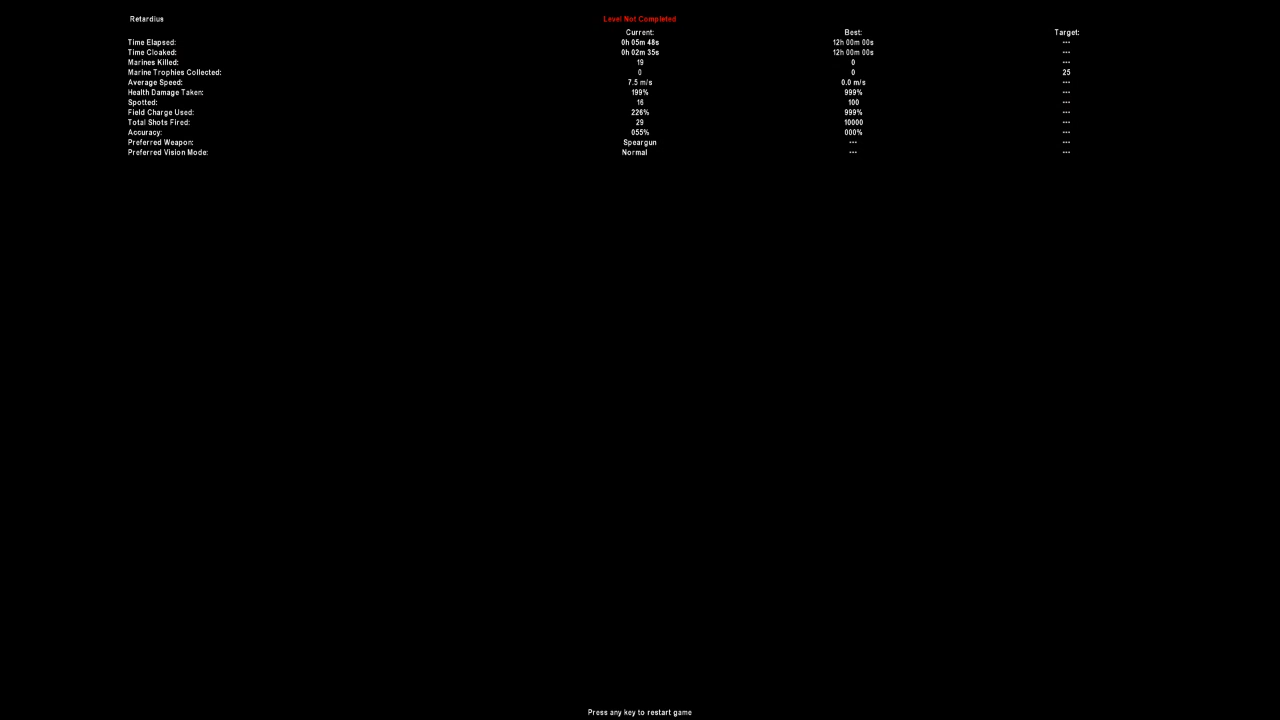 Retardius Level Not Completed
Current: Best: Target:
Time Elapsed: 0h 05m 48s 12h 00m 00s ---
Time Cloaked: 0h 02m 35s 12h 00m 00s ---
Marines Killed: 19 0 ---
Marine Trophies Collected: 0 0 25
Average Speed: 7.5 m/s 0.0 m/s ---
Health Damage Taken: 199% 999% ---
Spotted: 16 100 ---
Field Charge Used: 226% 999% ---
Total Shots Fired: 29 10000 ---
Accuracy: 055% 000% ---
Preferred Weapon: Speargun --- ---
Preferred Vision Mode: Normal --- ---
Press any key to restart game